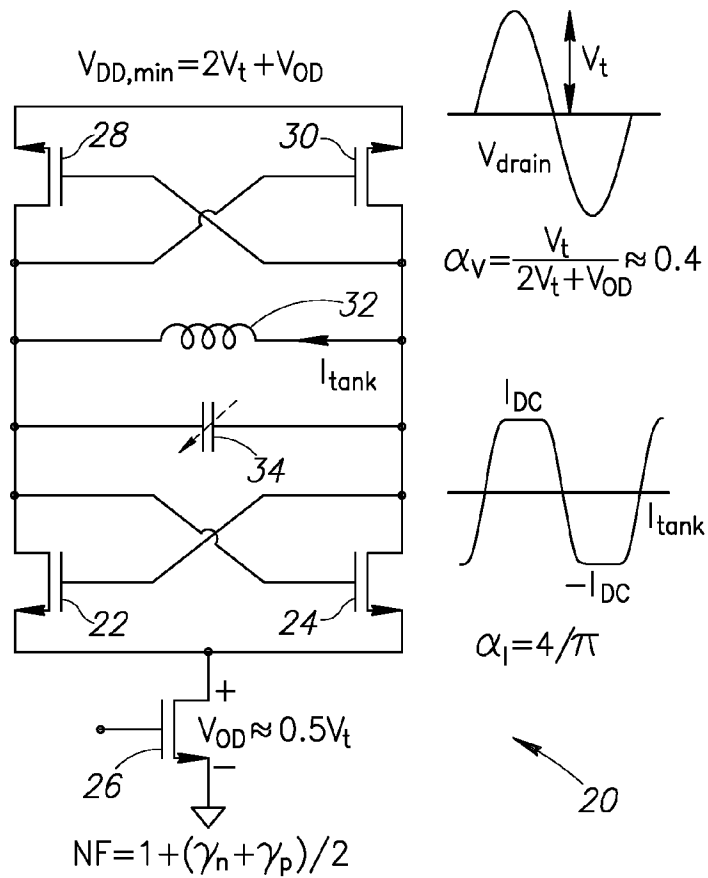 V_DD,min=2V_t+V_OD
28
30
32
I_tank
34
22
24
+
V_OD≈0.5V_t
−
26
NF=1+(γ_n+γ_p)/2
V_t
V_drain
α_V=V_t/(2V_t+V_OD)≈0.4
I_DC
I_tank
−I_DC
α_I=4/π
20